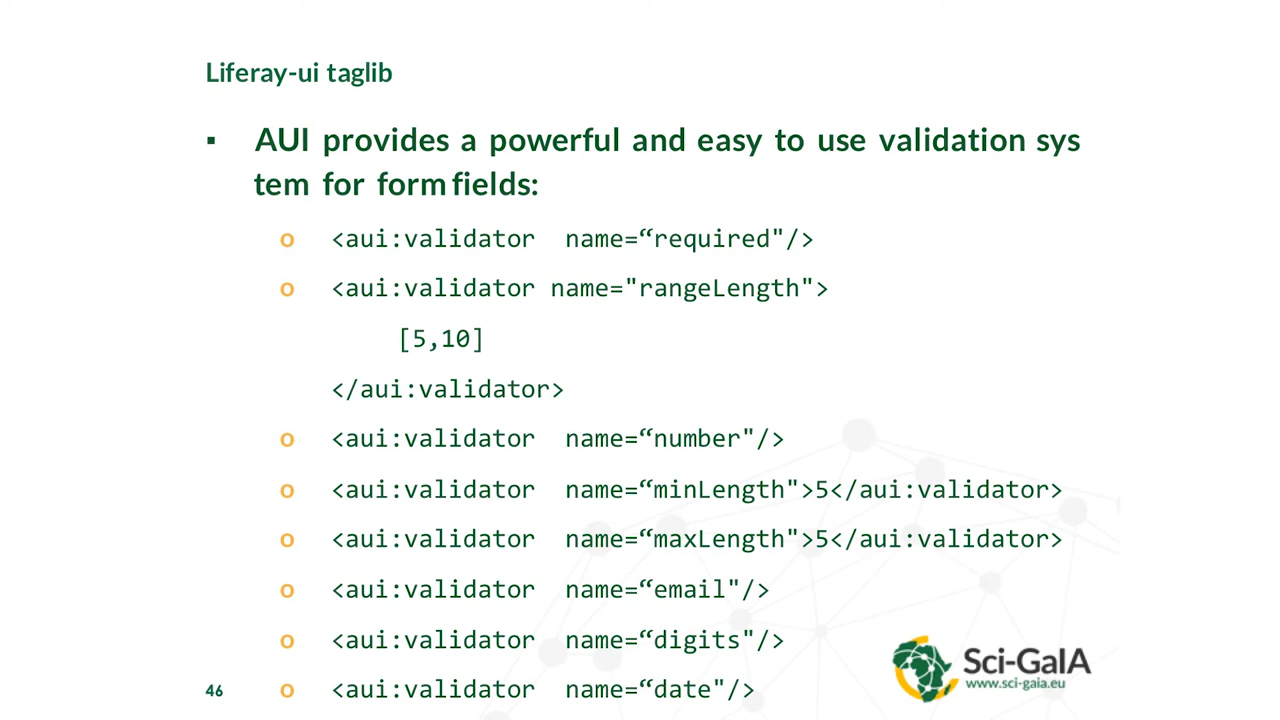 Liferay-ui taglib
▪ AUI provides a powerful and easy to use validation sys
tem for form fields:
o <aui:validator name=“required"/>
o <aui:validator name="rangeLength">
[5,10]
</aui:validator>
o <aui:validator name=“number"/>
o <aui:validator name=“minLength">5</aui:validator>
o <aui:validator name=“maxLength">5</aui:validator>
o <aui:validator name=“email"/>
o <aui:validator name=“digits"/>
o <aui:validator name=“date"/>
Sci-GaIA
www.sci-gaia.eu
46